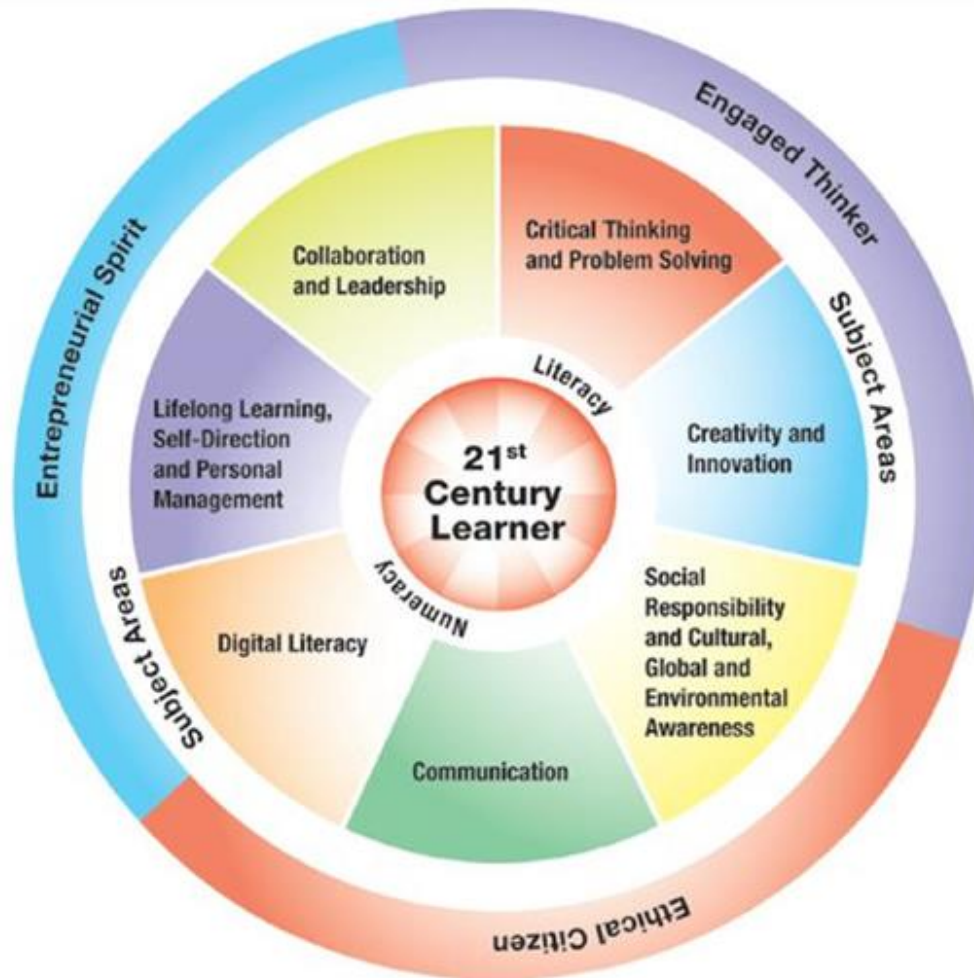 Engaged Thinker
Entrepreneurial Spirit
Ethical Citizen
Subject Areas
Subject Areas
Collaboration
and Leadership
Critical Thinking
and Problem Solving
Lifelong Learning,
Self-Direction
and Personal
Management
Creativity and
Innovation
Digital Literacy
Social
Responsibility
and Cultural,
Global and
Environmental
Awareness
Communication
Literacy
21st
Century
Learner
Numeracy